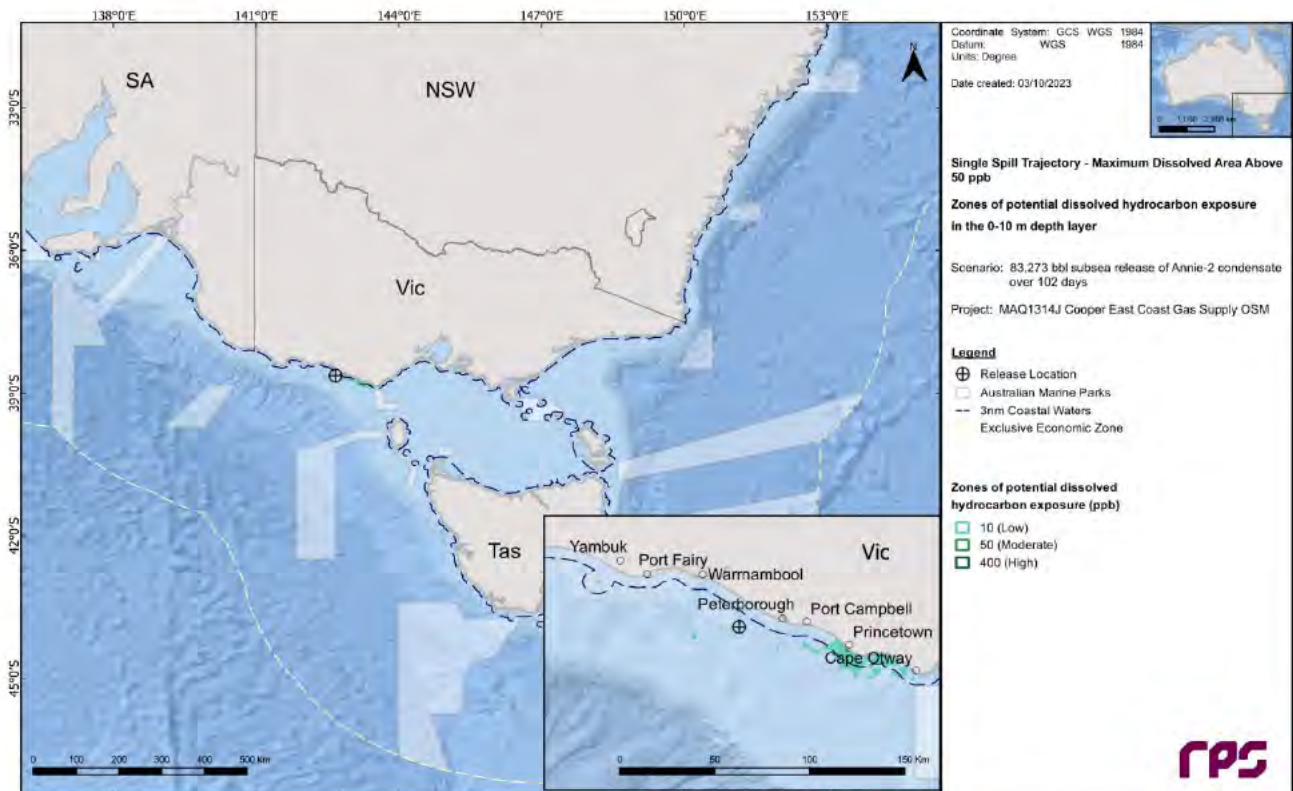 138°0'E 141°0'E 144°0'E 147°0'E 150°0'E 153°0'E
33°0'S
36°0'S
39°0'S
42°0'S
45°0'S
SA
NSW
Vic
Tas
N
0 100 200 300 400 500 Km
Yambuk
Port Fairy
Warrnambool
Peterborough
Port Campbell
Princetown
Cape Otway
Vic
0 50 100 150 Km
Coordinate System: GCS WGS 1984
Datum: WGS 1984
Units: Degree
Date created: 03/10/2023
Single Spill Trajectory - Maximum Dissolved Area Above
50 ppb
Zones of potential dissolved hydrocarbon exposure
in the 0-10 m depth layer
Scenario: 83,273 bbl subsea release of Annie-2 condensate
over 102 days
Project: MAQ1314J Cooper East Coast Gas Supply OSM
Legend
Release Location
Australian Marine Parks
3nm Coastal Waters
Exclusive Economic Zone
Zones of potential dissolved
hydrocarbon exposure (ppb)
10 (Low)
50 (Moderate)
400 (High)
rps